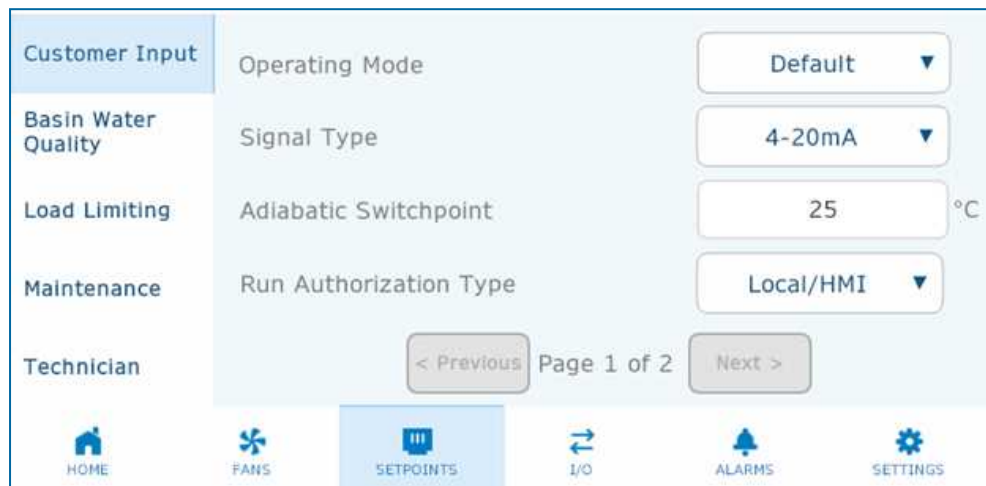 Customer Input
Operating Mode
Default
Basin Water
Quality
Signal Type
4-20mA
Load Limiting
Adiabatic Switchpoint
25
°C
Maintenance
Run Authorization Type
Local/HMI
Technician
< Previous
Page 1 of 2
Next >
HOME
FANS
SETPOINTS
I/O
ALARMS
SETTINGS